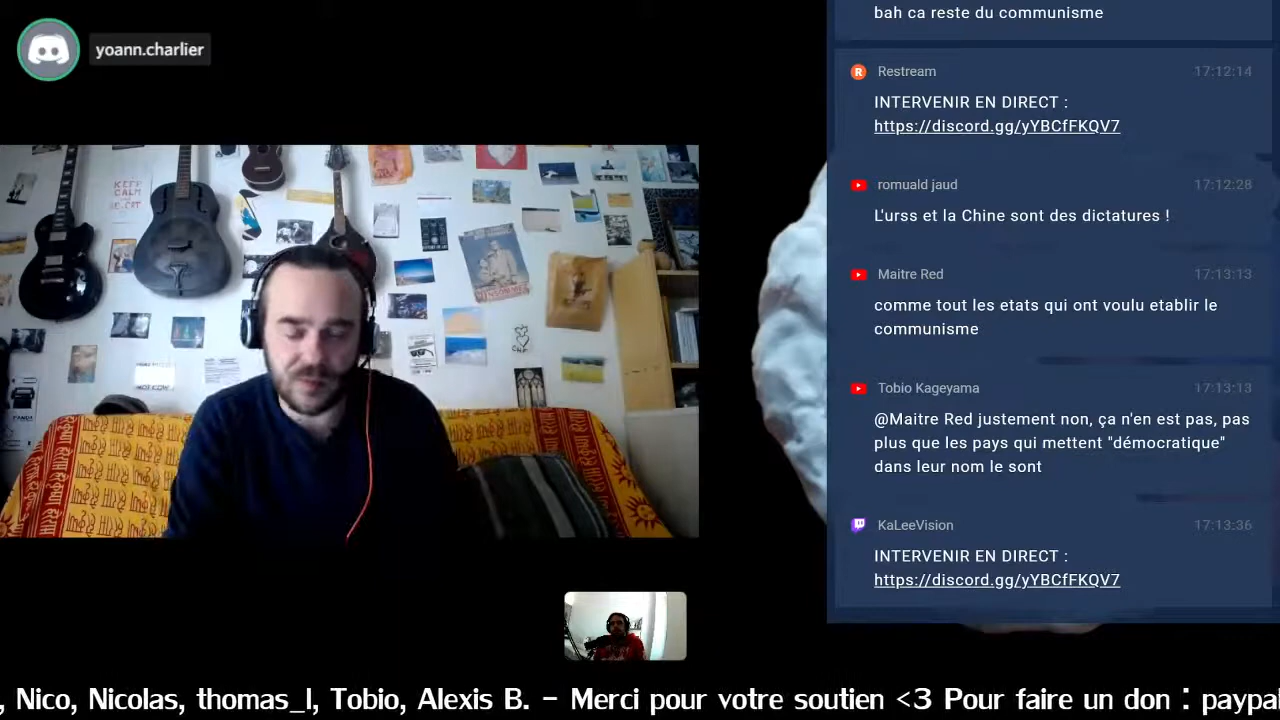 yoann.charlier
bah ca reste du communisme
Restream 17:12:14
INTERVENIR EN DIRECT :
https://discord.gg/yYBCfFKQV7
romuald jaud 17:12:28
L'urss et la Chine sont des dictatures !
Maitre Red 17:13:13
comme tout les etats qui ont voulu etablir le
communisme
Tobio Kageyama 17:13:13
@Maitre Red justement non, ça n'en est pas, pas
plus que les pays qui mettent "démocratique"
dans leur nom le sont
KaLeeVision 17:13:36
INTERVENIR EN DIRECT :
https://discord.gg/yYBCfFKQV7
KEEP
CALM
, Nico, Nicolas, thomas_l, Tobio, Alexis B. - Merci pour votre soutien <3 Pour faire un don : paypal